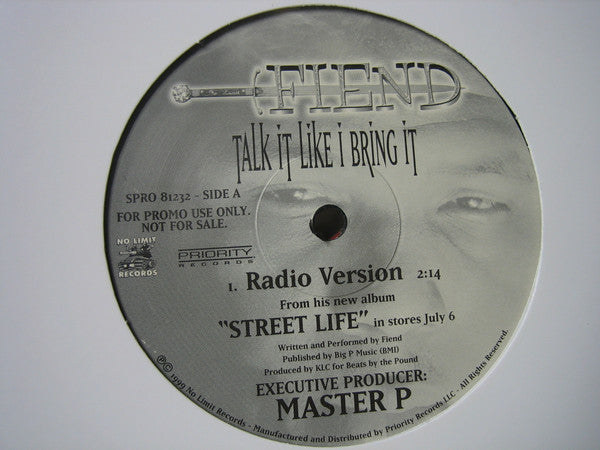 FIEND
TALK IT LIKE I BRING IT
SPRO 81232 - SIDE A
FOR PROMO USE ONLY.
NOT FOR SALE.
NO LIMIT
RECORDS
PRIORITY
RECORDS
1. Radio Version 2:14
From his new album
"STREET LIFE" in stores July 6
Written and Performed by Fiend
Published by Big P Music (BMI)
Produced by KLC for Beats by the Pound
EXECUTIVE PRODUCER:
MASTER P
℗© 1999 No Limit Records - Manufactured and Distributed by Priority Records LLC - All Rights Reserved.